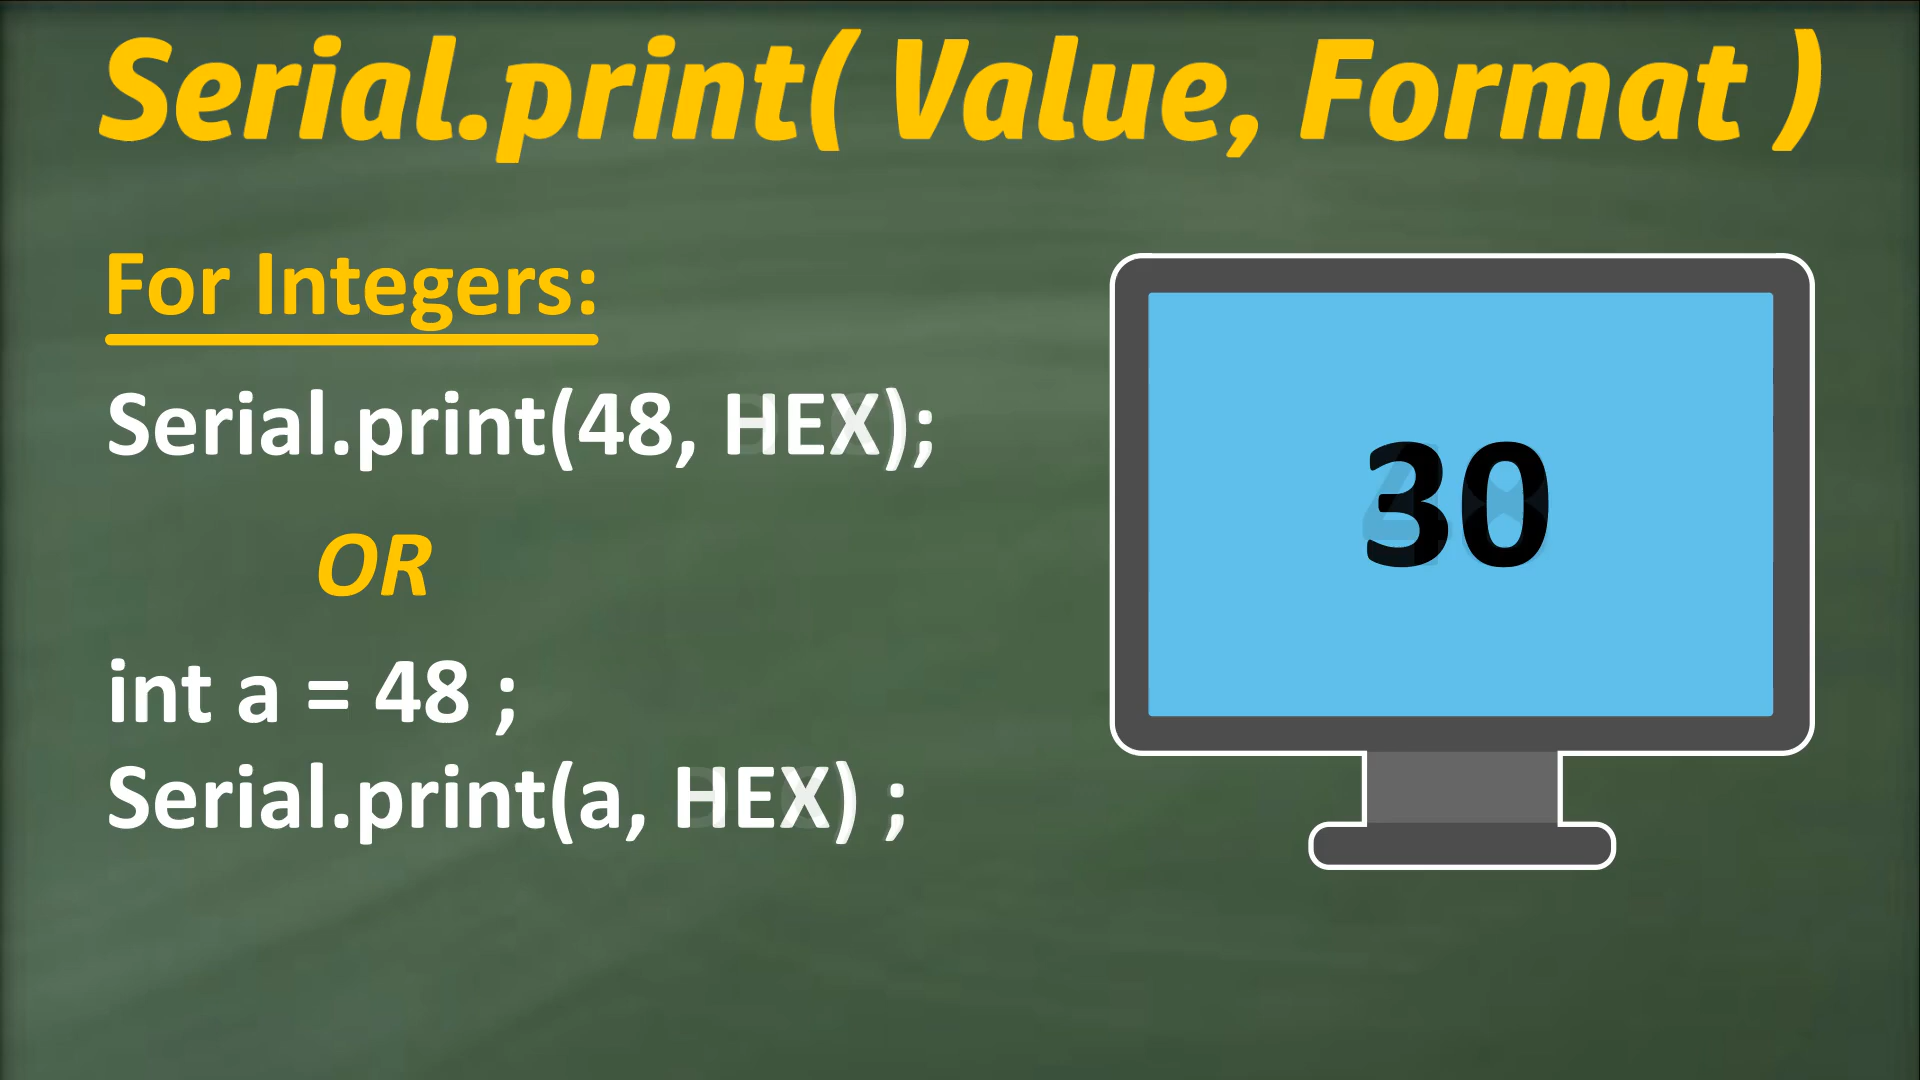 Serial.print( Value, Format )
For Integers:
Serial.print(48, HEX);
OR
int a = 48 ;
Serial.print(a, HEX) ;
30